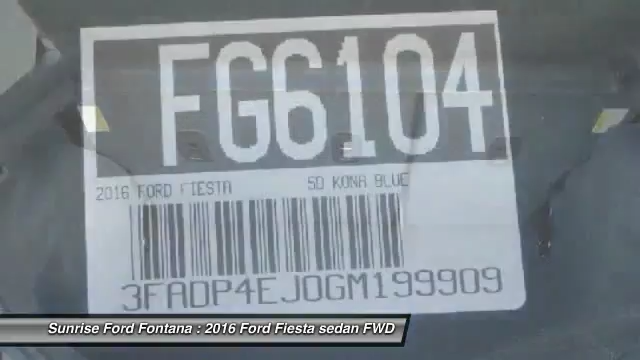 FG6104
2016 FORD FIESTA 5D KONA BLUE
3FADP4EJ0GM199909
Sunrise Ford Fontana : 2016 Ford Fiesta sedan FWD